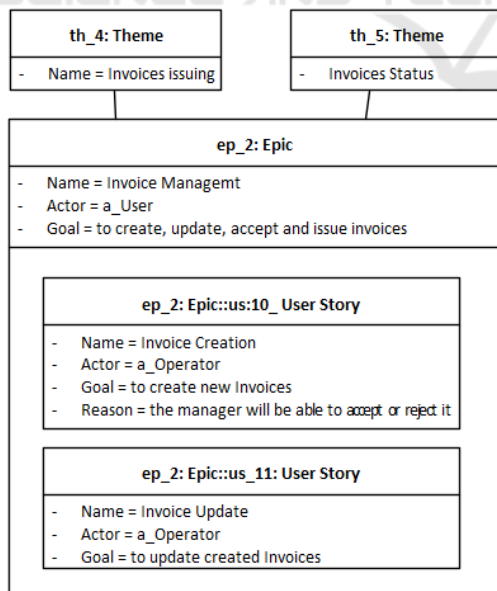 th_4: Theme
- Name = Invoices issuing
th_5: Theme
- Invoices Status
ep_2: Epic
- Name = Invoice Managemt
- Actor = a_User
- Goal = to create, update, accept and issue invoices
ep_2: Epic::us:10_ User Story
- Name = Invoice Creation
- Actor = a_Operator
- Goal = to create new Invoices
- Reason = the manager will be able to accept or reject it
ep_2: Epic::us_11: User Story
- Name = Invoice Update
- Actor = a_Operator
- Goal = to update created Invoices